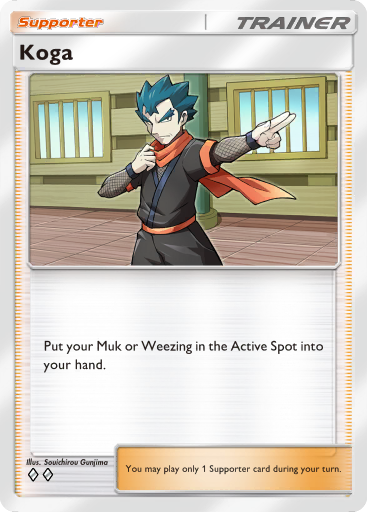 Supporter
TRAINER
Koga
Put your Muk or Weezing in the Active Spot into
your hand.
Illus. Souichirou Gunjima
You may play only 1 Supporter card during your turn.